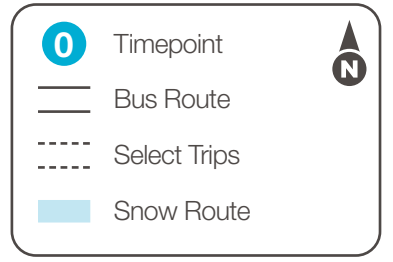 0 Timepoint
N
Bus Route
Select Trips
Snow Route